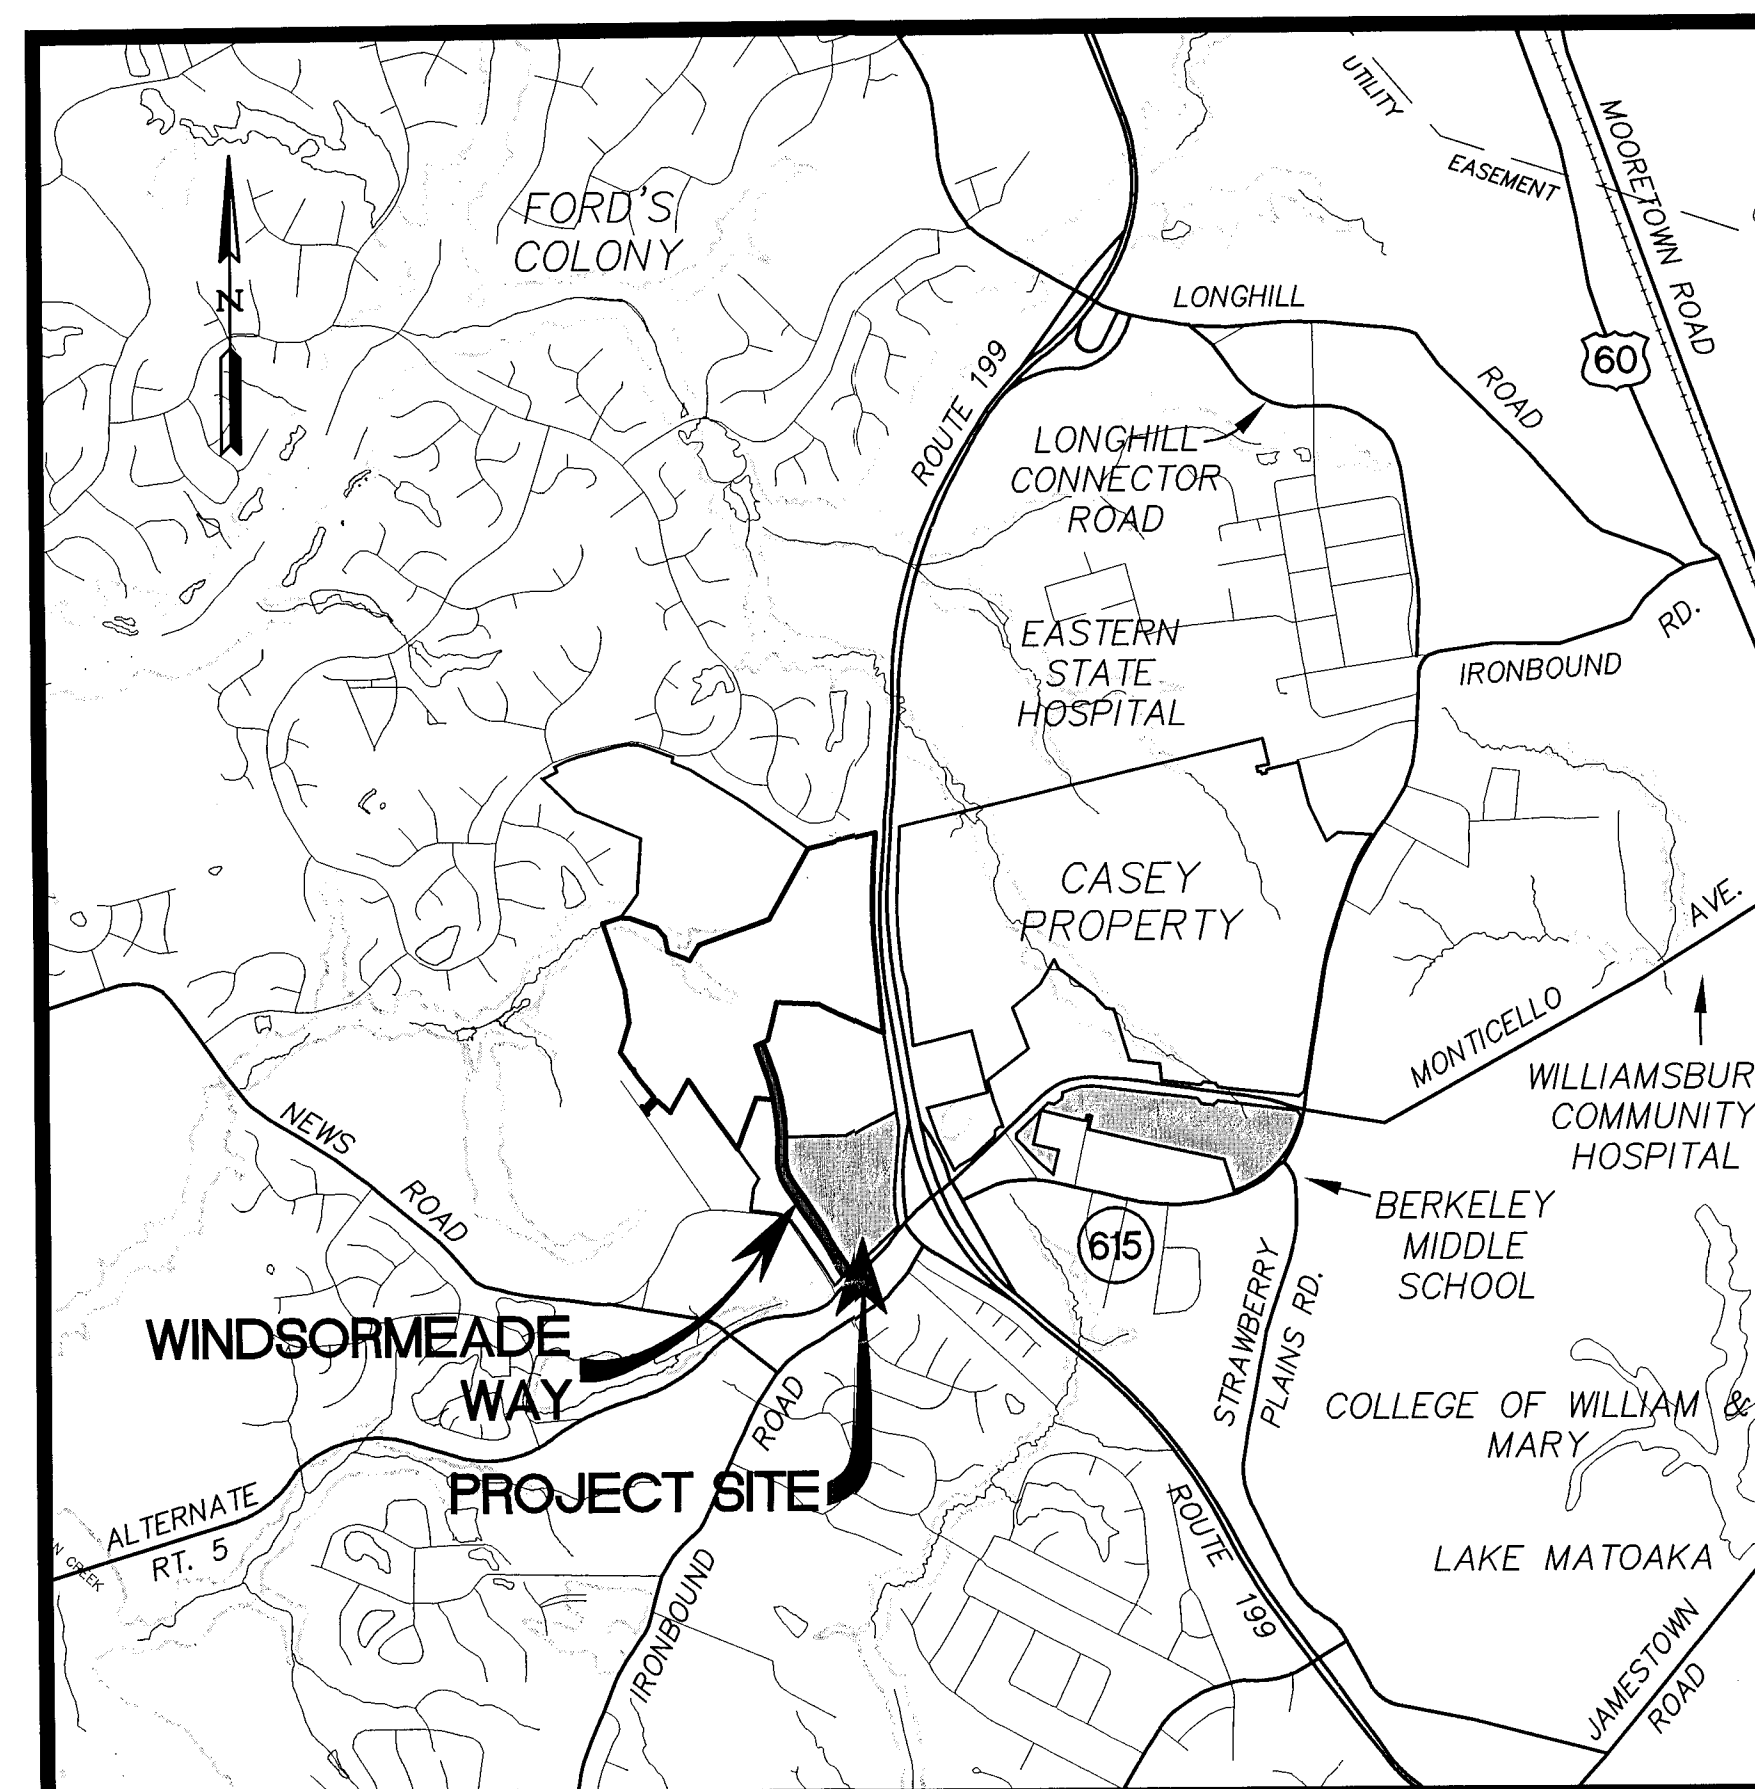 UTILITY
EASEMENT
MOORETOWN ROAD
FORD'S
COLONY
N
LONGHILL
ROAD
60
ROUTE 199
LONGHILL
CONNECTOR
ROAD
EASTERN
STATE
HOSPITAL
IRONBOUND
RD.
CASEY
PROPERTY
MONTICELLO
AVE.
WILLIAMSBUR
COMMUNITY
HOSPITAL
NEWS
ROAD
BERKELEY
MIDDLE
SCHOOL
615
STRAWBERRY
PLAINS RD.
WINDSORMEADE
WAY
PROJECT SITE
COLLEGE OF WILLIAM &
MARY
ALTERNATE
RT. 5
N CREEK
IRONBOUND
ROAD
ROUTE
199
LAKE MATOAKA
JAMESTOWN
ROAD